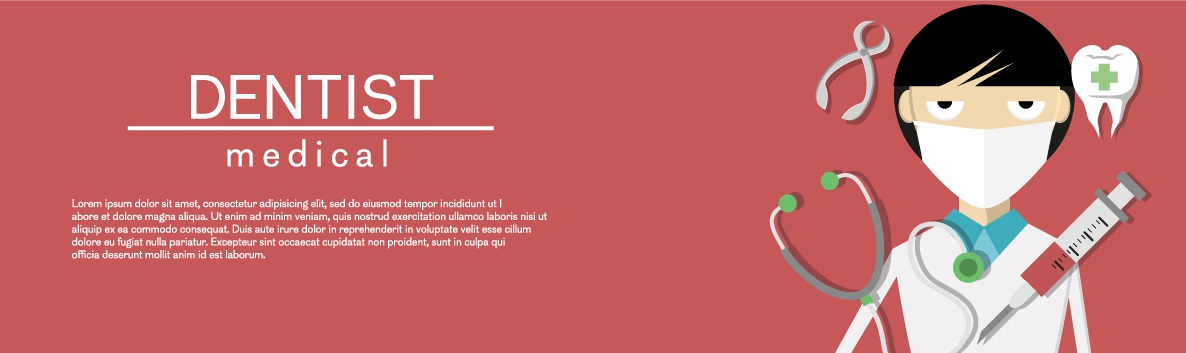 DENTIST
medical
Lorem ipsum dolor sit amet, consectetur adipisicing elit, sed do eiusmod tempor incididunt ut l
abore et dolore magna aliqua. Ut enim ad minim veniam, quis nostrud exercitation ullamco laboris nisi ut
aliquip ex ea commodo consequat. Duis aute irure dolor in reprehenderit in voluptate velit esse cillum
dolore eu fugiat nulla pariatur. Excepteur sint occaecat cupidatat non proident, sunt in culpa qui
officia deserunt mollit anim id est laborum.